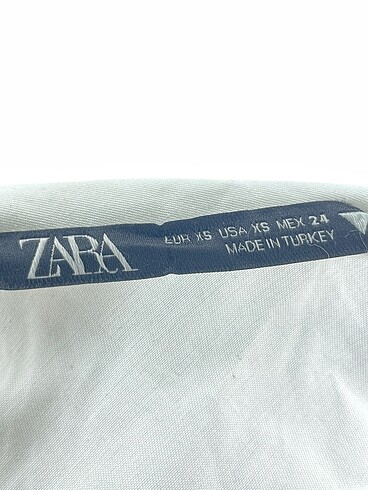 ZARA
EUR XS USA XS MEX 24
MADE IN TURKEY